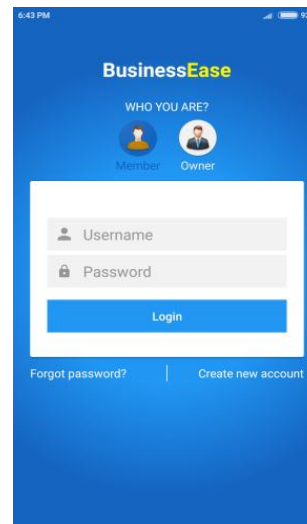 6:43 PM
BusinessEase
WHO YOU ARE?
Member Owner
Username
Password
Login
Forgot password? Create new account